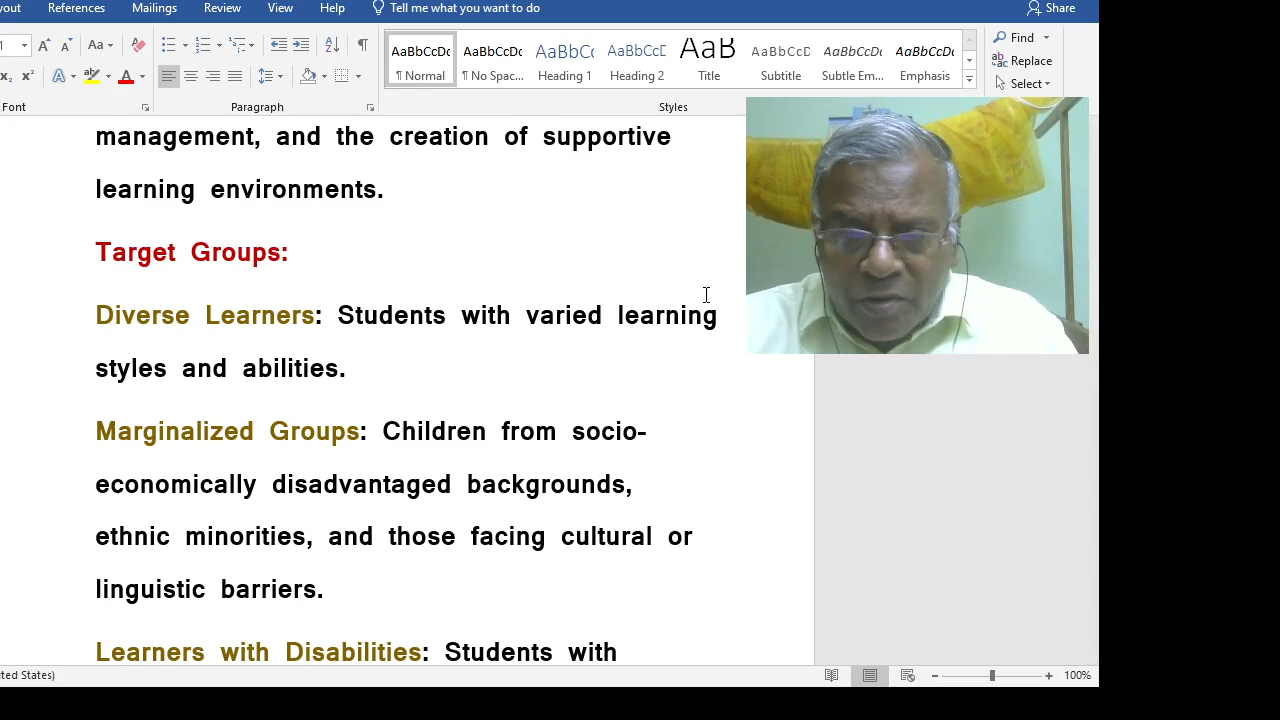 yout References Mailings Review View Help Tell me what you want to do Share
1 Aa
AaBbCcDc AaBbCcDc AaBbCc AaBbCcD AaB AaBbCcD AaBbCcDc AaBbCcDc
¶ Normal ¶ No Spac... Heading 1 Heading 2 Title Subtitle Subtle Em... Emphasis
Find
Replace
Select
Font Paragraph Styles
management, and the creation of supportive
learning environments.
Target Groups:
Diverse Learners: Students with varied learning
styles and abilities.
Marginalized Groups: Children from socio-
economically disadvantaged backgrounds,
ethnic minorities, and those facing cultural or
linguistic barriers.
Learners with Disabilities: Students with
ited States) 100%